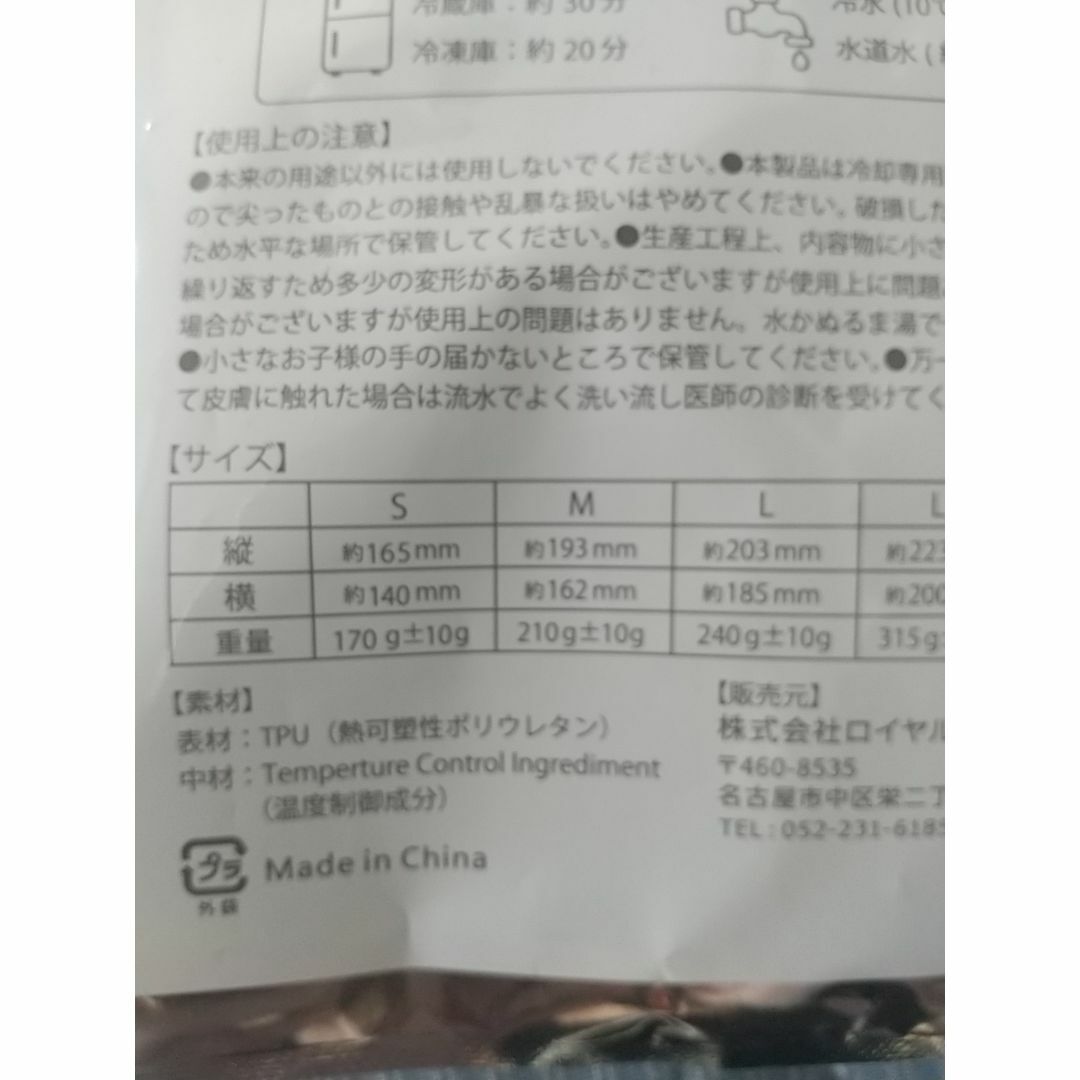 冷蔵庫：約30分
冷凍庫：約20分
冷水(10℃
水道水(
【使用上の注意】
●本来の用途以外には使用しないでください。●本製品は冷却専用
ので尖ったものとの接触や乱暴な扱いはやめてください。破損した
ため水平な場所で保管してください。●生産工程上、内容物に小さ
繰り返すため多少の変形がある場合がございますが使用上に問題
場合がございますが使用上の問題はありません。水かぬるま湯で
●小さなお子様の手の届かないところで保管してください。●万一
て皮膚に触れた場合は流水でよく洗い流し医師の診断を受けてく
【サイズ】
S M L L
縦 約165mm 約193mm 約203mm 約223
横 約140mm 約162mm 約185mm 約200
重量 170g±10g 210g±10g 240g±10g 315g
【素材】
表材：TPU（熱可塑性ポリウレタン）
中材：Temperture Control Ingrediment
（温度制御成分）
プラ
外袋
Made in China
【販売元】
株式会社ロイヤル
〒460-8535
名古屋市中区栄二丁
TEL：052-231-6185